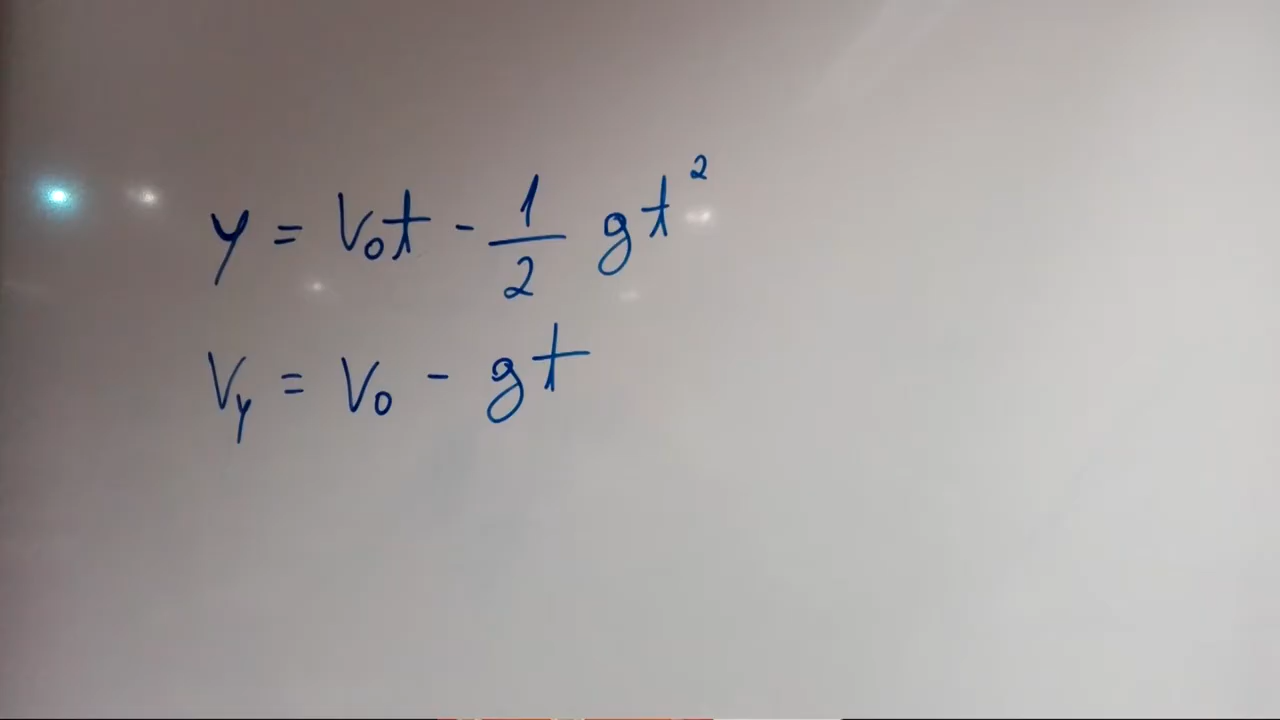 y = V₀t - 1/2 gt²
Vy = V₀ - gt